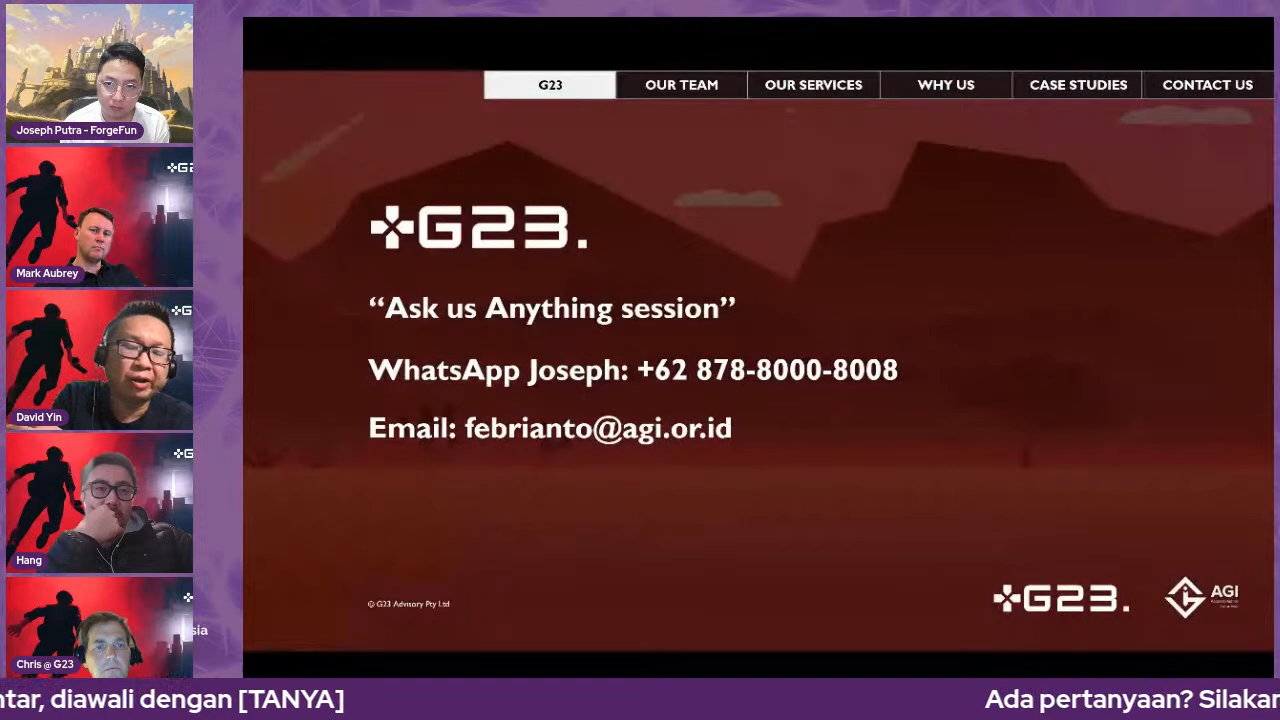 Joseph Putra - ForgeFun
Mark Aubrey
David Yin
Hang
Chris @ G23
sia
G23
OUR TEAM
OUR SERVICES
WHY US
CASE STUDIES
CONTACT US
G23.
“Ask us Anything session”
WhatsApp Joseph: +62 878-8000-8008
Email: febrianto@agi.or.id
© G23 Advisory Pty Ltd
G23.
AGI
ntar, diawali dengan [TANYA]
Ada pertanyaan? Silakan